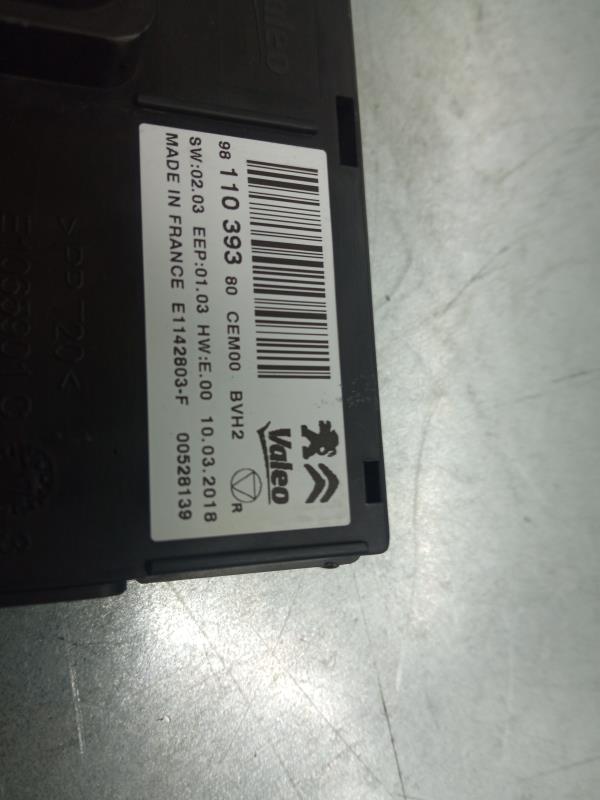 Valeo
98 110 393 80 CEM00 BVH2
SW:02.03 EEP:01.03 HW:E.00 10.03.2018
MADE IN FRANCE E1142803-F 00528139
R
Valeo